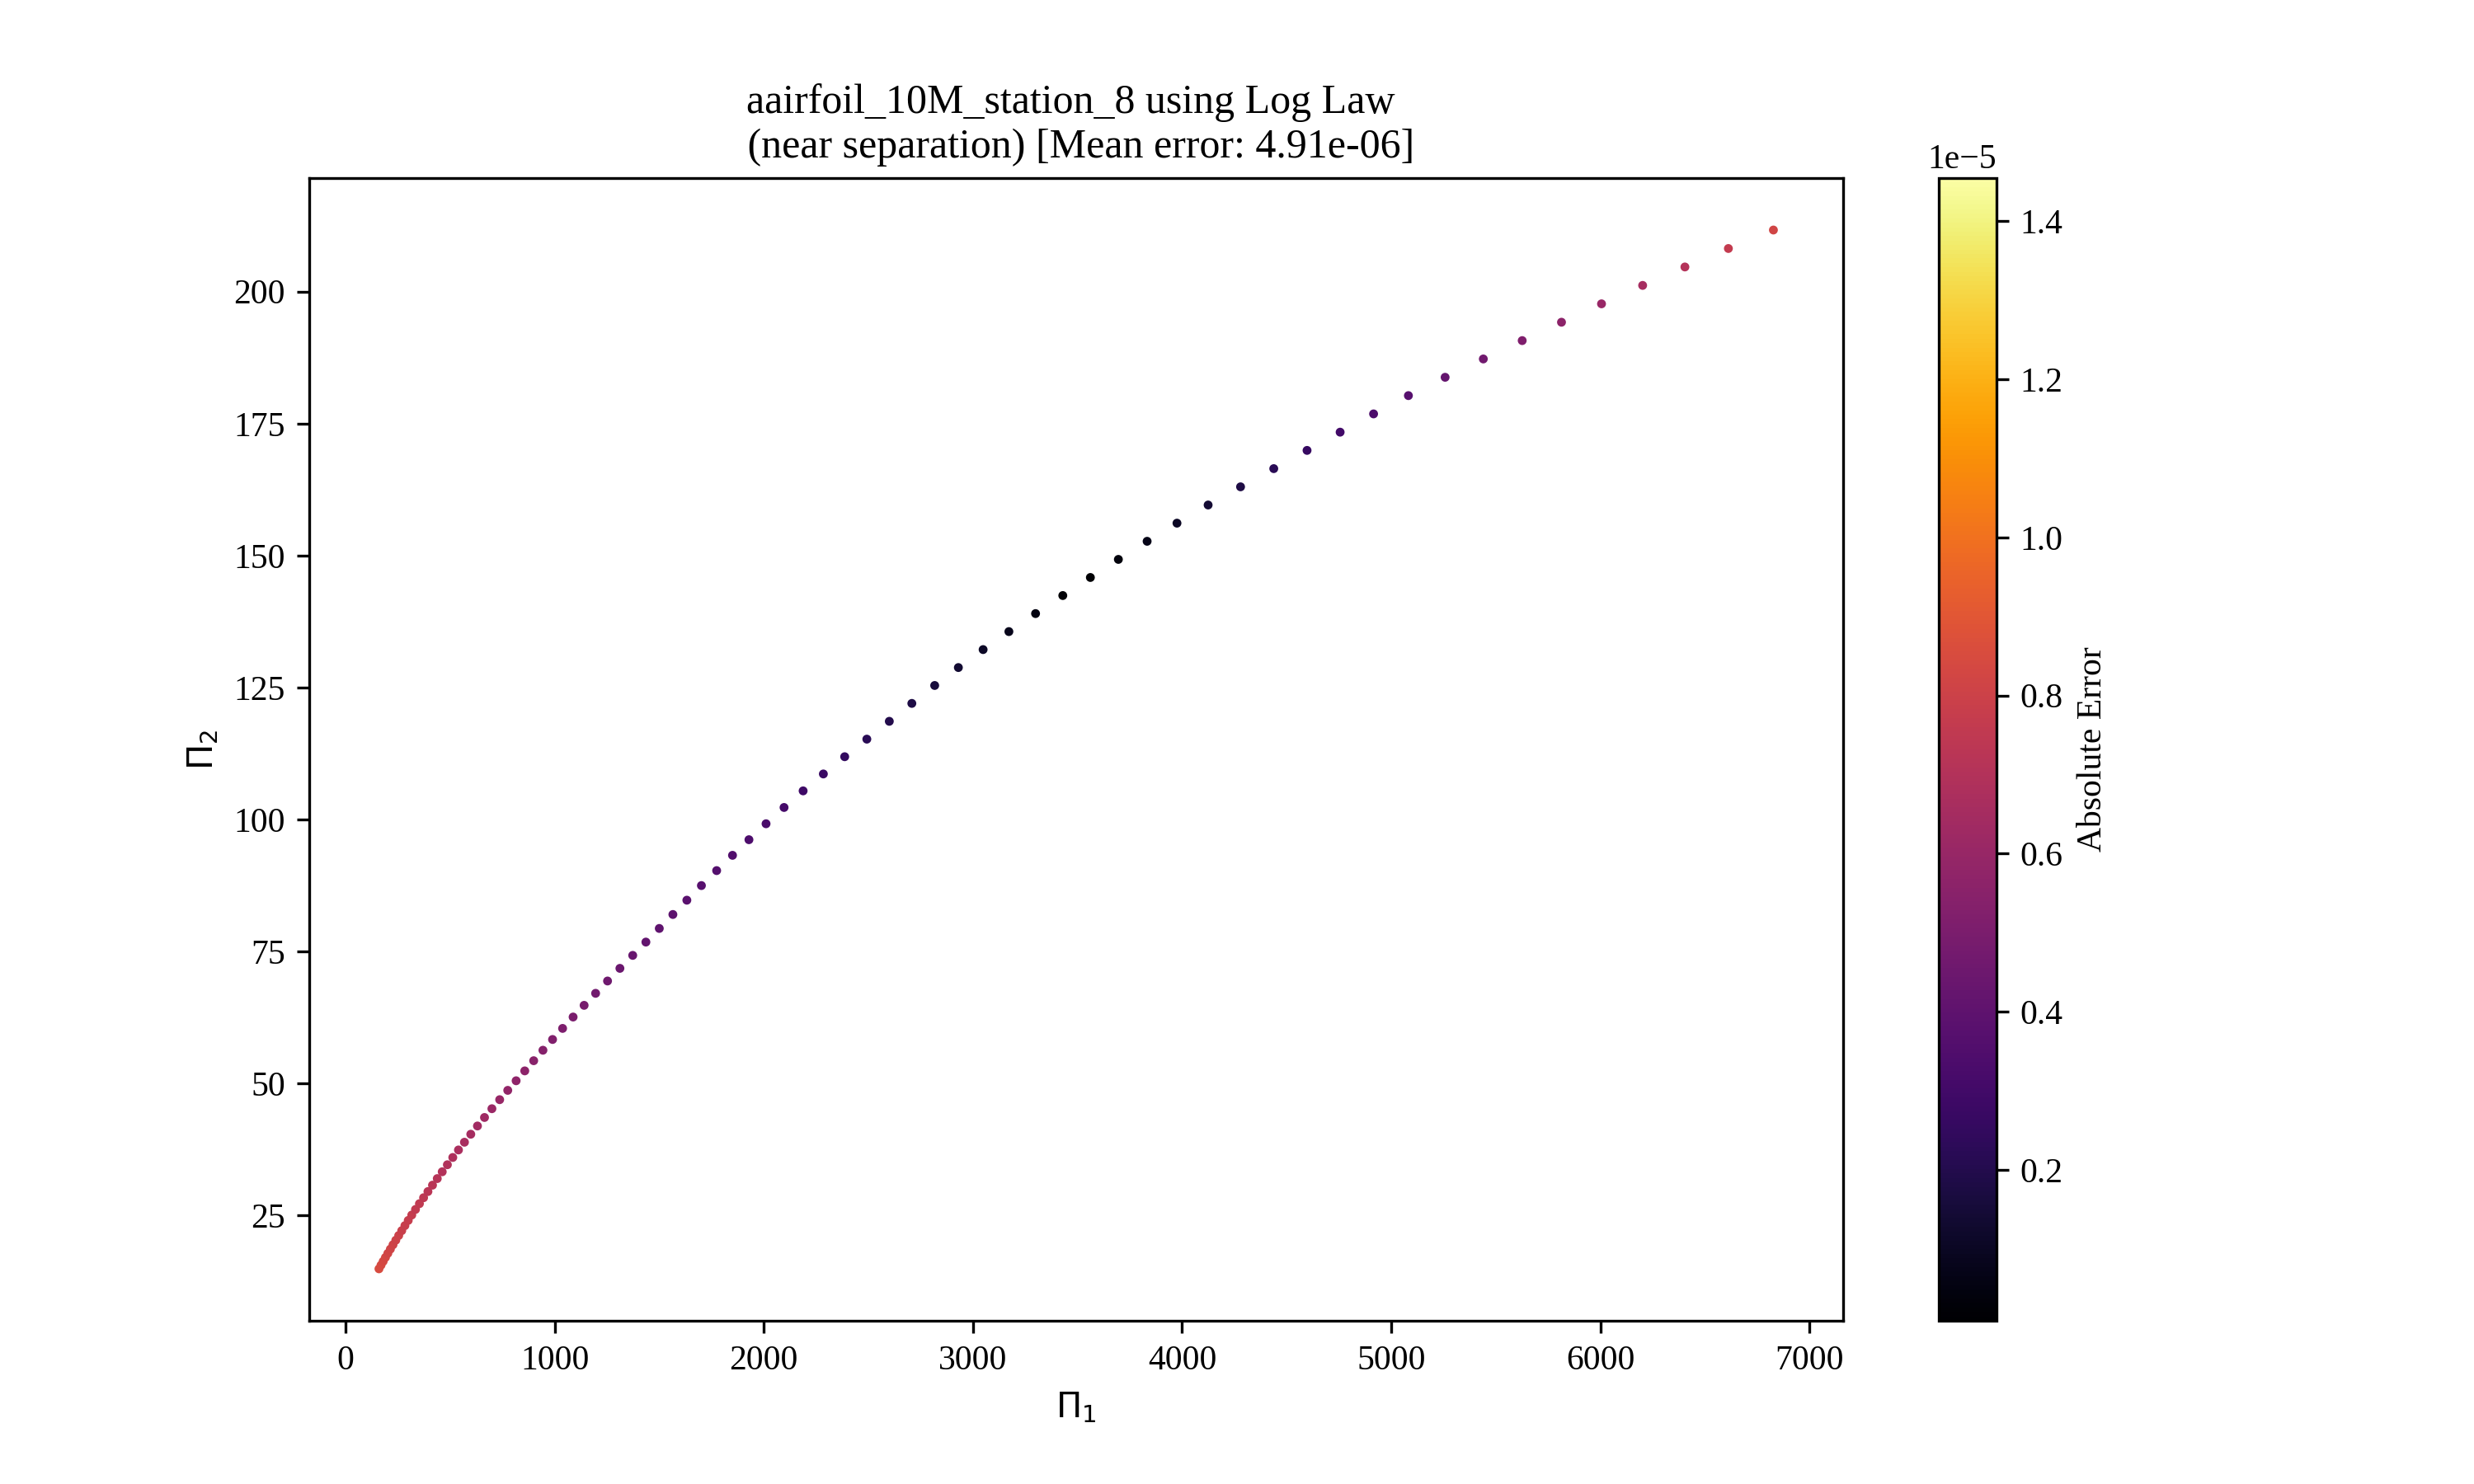 aairfoil_10M_station_8 using Log Law
(near separation) [Mean error: 4.91e-06]
1e−5
1.4
1.2
1.0
0.8
0.6
0.4
0.2
Absolute Error
200
175
150
125
100
75
50
25
Π₂
0 1000 2000 3000 4000 5000 6000 7000
Π₁